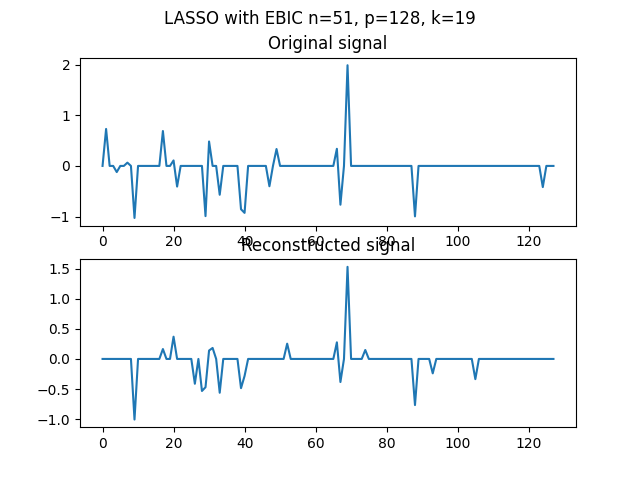 LASSO with EBIC n=51, p=128, k=19
Original signal
2
1
0
−1
0 20 40 60 80 100 120
Reconstructed signal
1.5
1.0
0.5
0.0
−0.5
−1.0
0 20 40 60 80 100 120